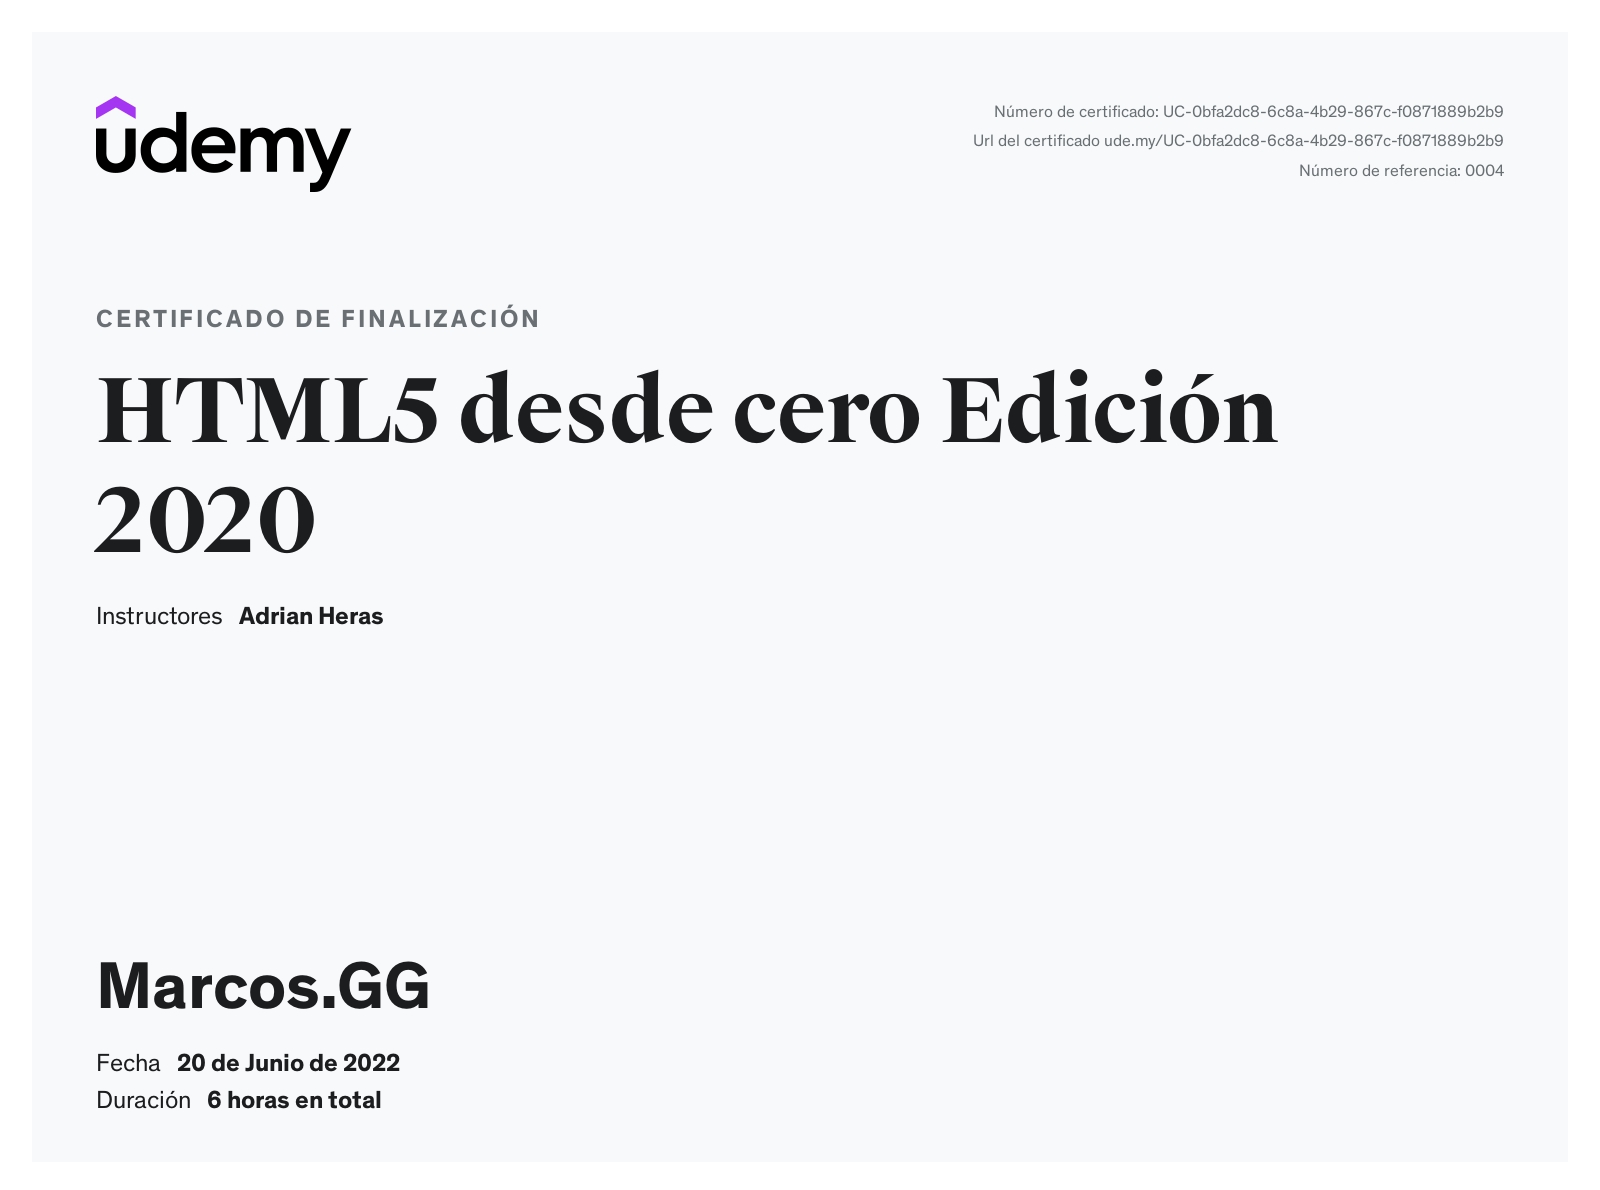 udemy
Número de certificado: UC-0bfa2dc8-6c8a-4b29-867c-f0871889b2b9
Url del certificado ude.my/UC-0bfa2dc8-6c8a-4b29-867c-f0871889b2b9
Número de referencia: 0004
CERTIFICADO DE FINALIZACIÓN
HTML5 desde cero Edición
2020
Instructores Adrian Heras
Marcos.GG
Fecha 20 de Junio de 2022
Duración 6 horas en total